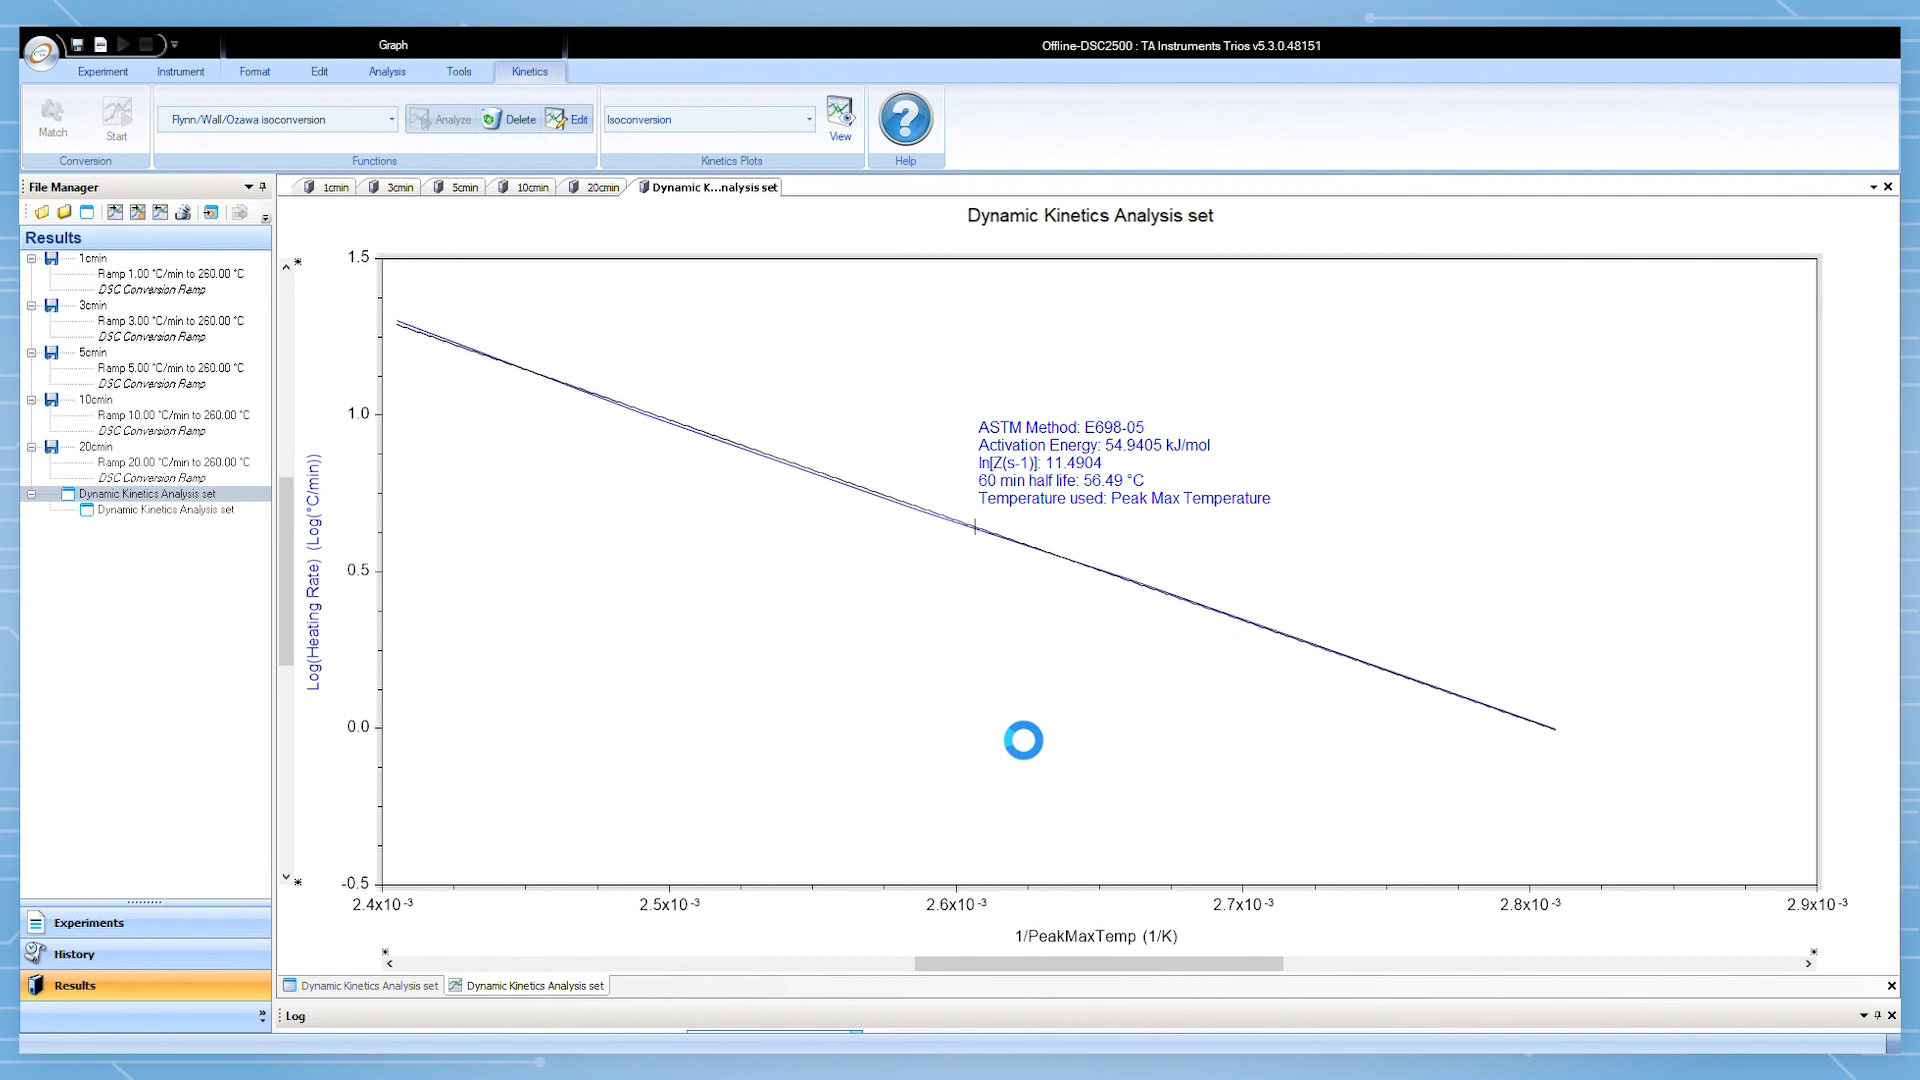 Graph
Offline-DSC2500 : TA Instruments Trios v5.3.0.48151
Experiment Instrument Format Edit Analysis Tools Kinetics
Match
Start
Conversion
Flynn/Wall/Ozawa isoconversion
Analyze Delete Edit
Functions
Isoconversion
View
Kinetics Plots
Help
File Manager
1cmin 3cmin 5cmin 10cmin 20cmin Dynamic K...nalysis set
Results
1cmin
Ramp 1.00 °C/min to 260.00 °C
DSC Conversion Ramp
3cmin
Ramp 3.00 °C/min to 260.00 °C
DSC Conversion Ramp
5cmin
Ramp 5.00 °C/min to 260.00 °C
DSC Conversion Ramp
10cmin
Ramp 10.00 °C/min to 260.00 °C
DSC Conversion Ramp
20cmin
Ramp 20.00 °C/min to 260.00 °C
DSC Conversion Ramp
Dynamic Kinetics Analysis set
Dynamic Kinetics Analysis set
Experiments
History
Results
Dynamic Kinetics Analysis set
1.5
1.0
0.5
0.0
-0.5
Log(Heating Rate) (Log(°C/min))
ASTM Method: E698-05
Activation Energy: 54.9405 kJ/mol
ln[Z(s-1)]: 11.4904
60 min half life: 56.49 °C
Temperature used: Peak Max Temperature
2.4x10-3 2.5x10-3 2.6x10-3 2.7x10-3 2.8x10-3 2.9x10-3
1/PeakMaxTemp (1/K)
Dynamic Kinetics Analysis set Dynamic Kinetics Analysis set
Log